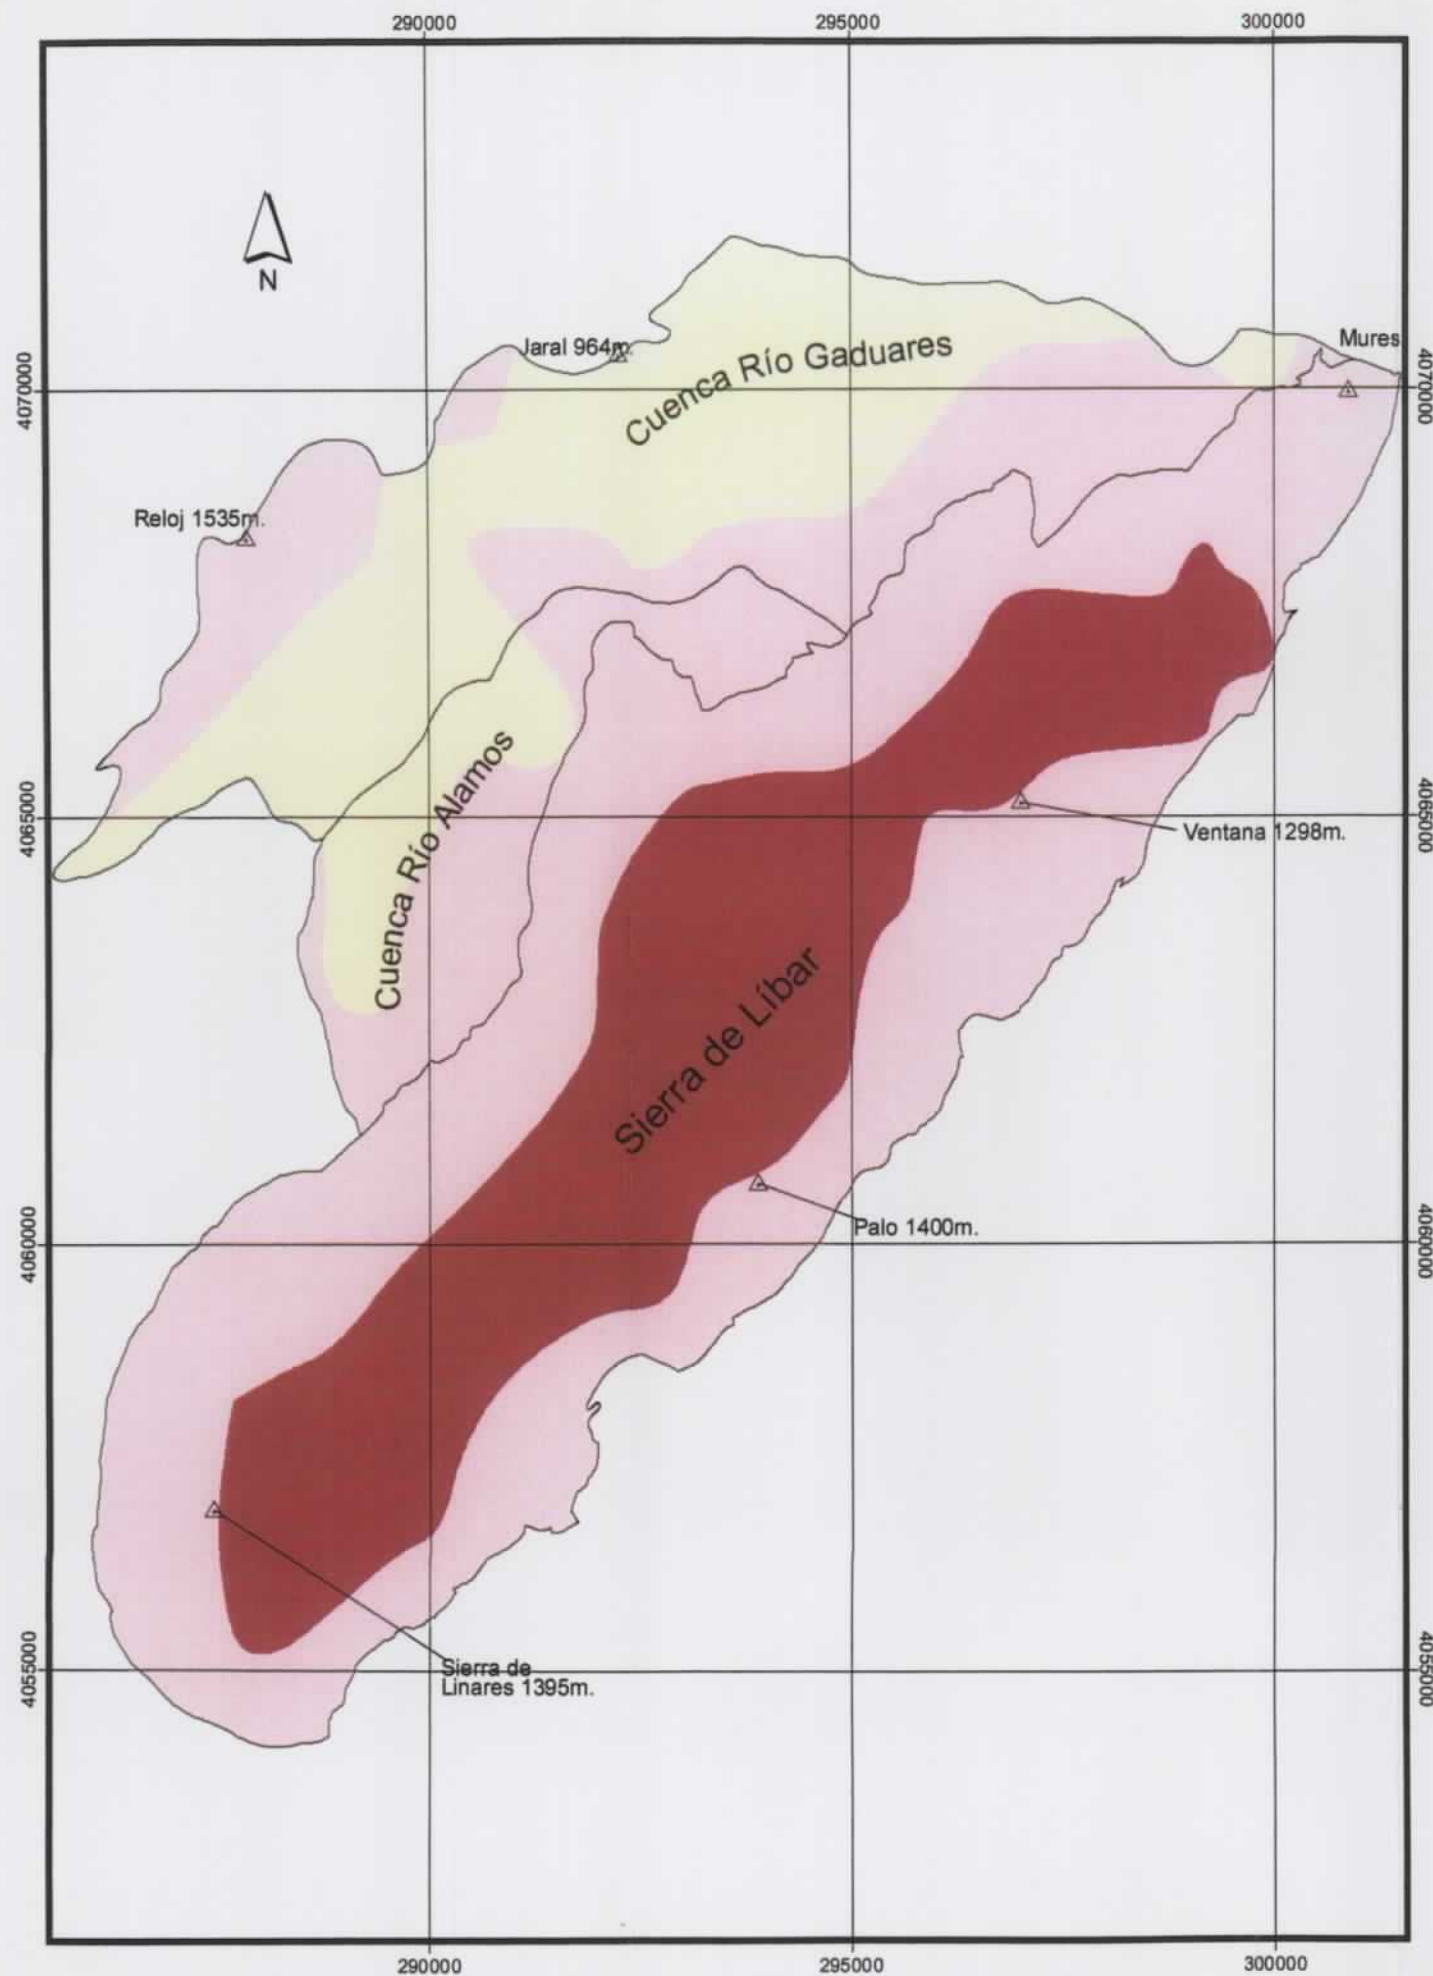 290000 295000 300000
N
Jaral 964m.
Cuenca Río Gaduares
Mures
4070000 4070000
Reloj 1535m.
Cuenca Río Alamos
4065000 4065000
Ventana 1298m.
Sierra de Líbar
Palo 1400m.
4060000 4060000
Sierra de
Linares 1395m.
4055000 4055000
290000 295000 300000